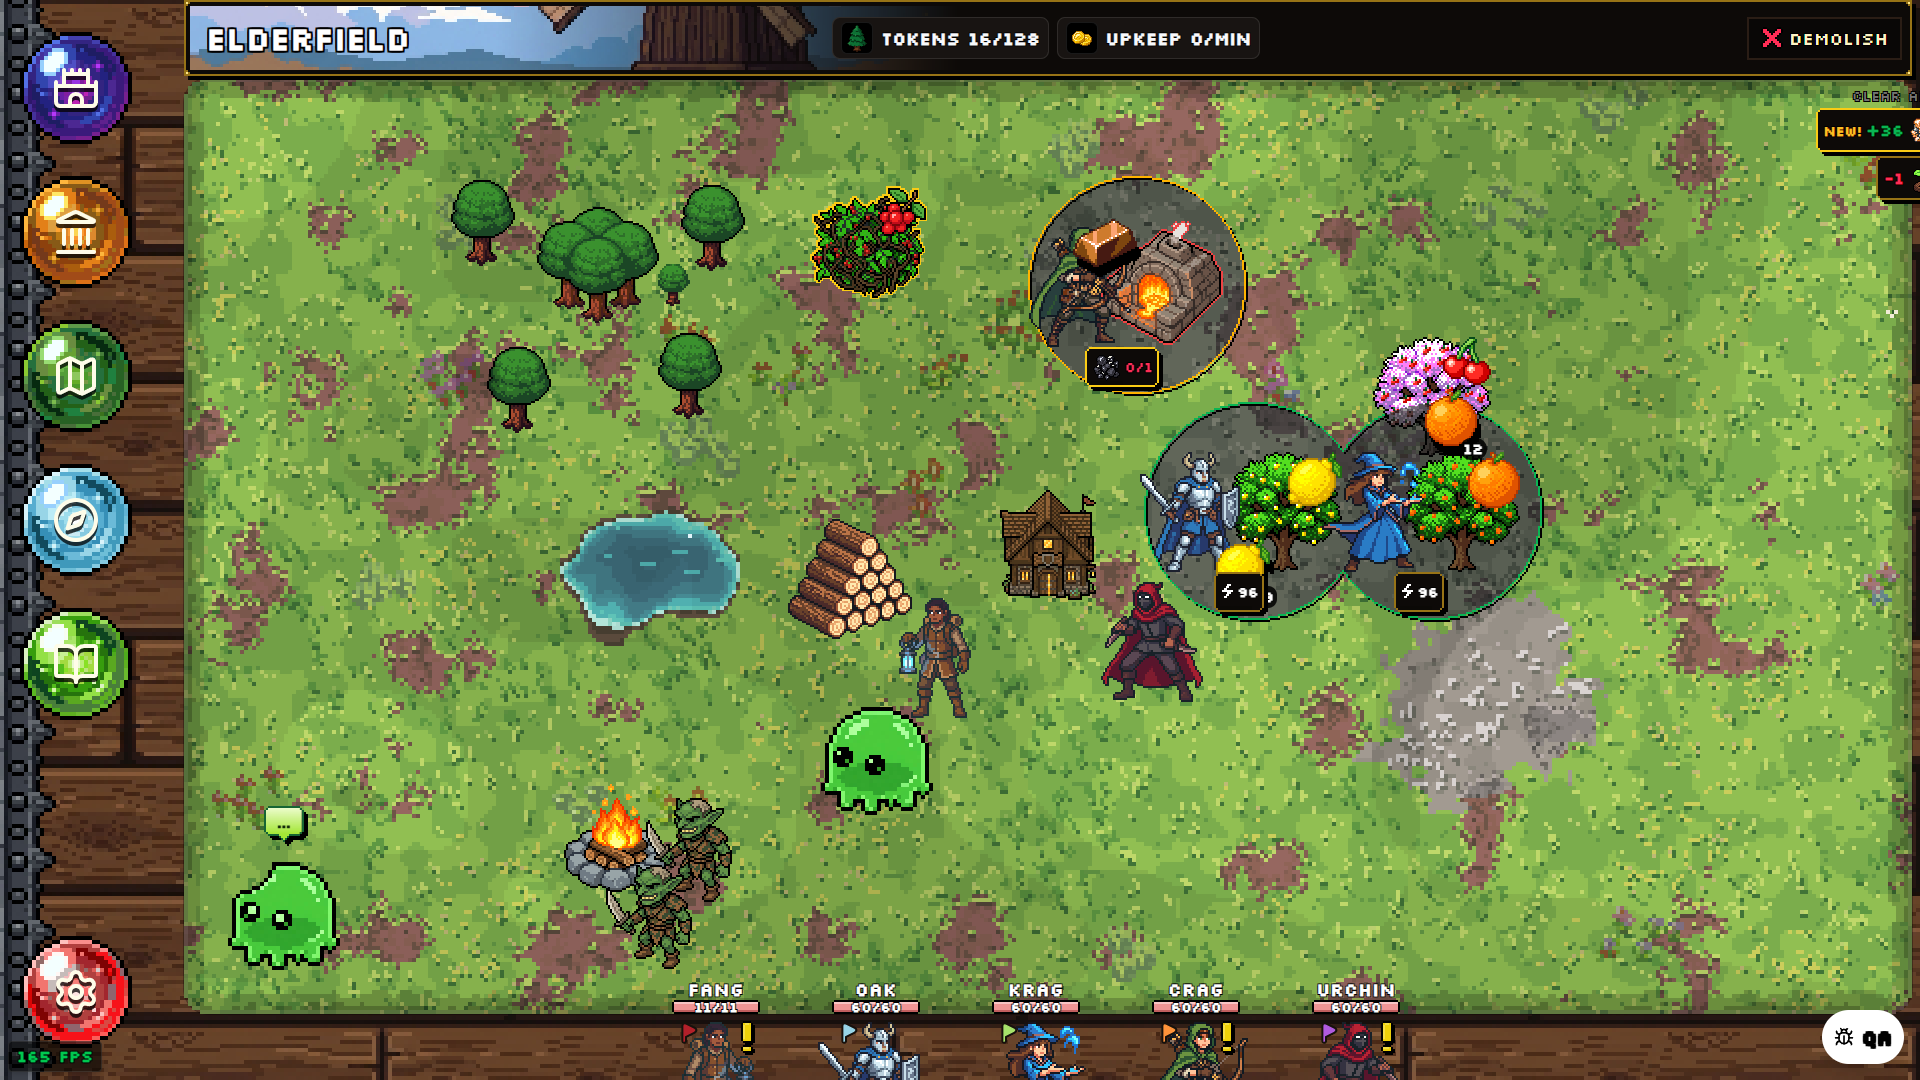 ELDERFIELD
TOKENS 16/128
UPKEEP 0/MIN
DEMOLISH
CLEAR A
NEW! +36
-1
0/1
12
96
96
...
FANG
11/11
OAK
60/60
KRAG
60/60
CRAG
60/60
URCHIN
60/60
165 FPS
QA